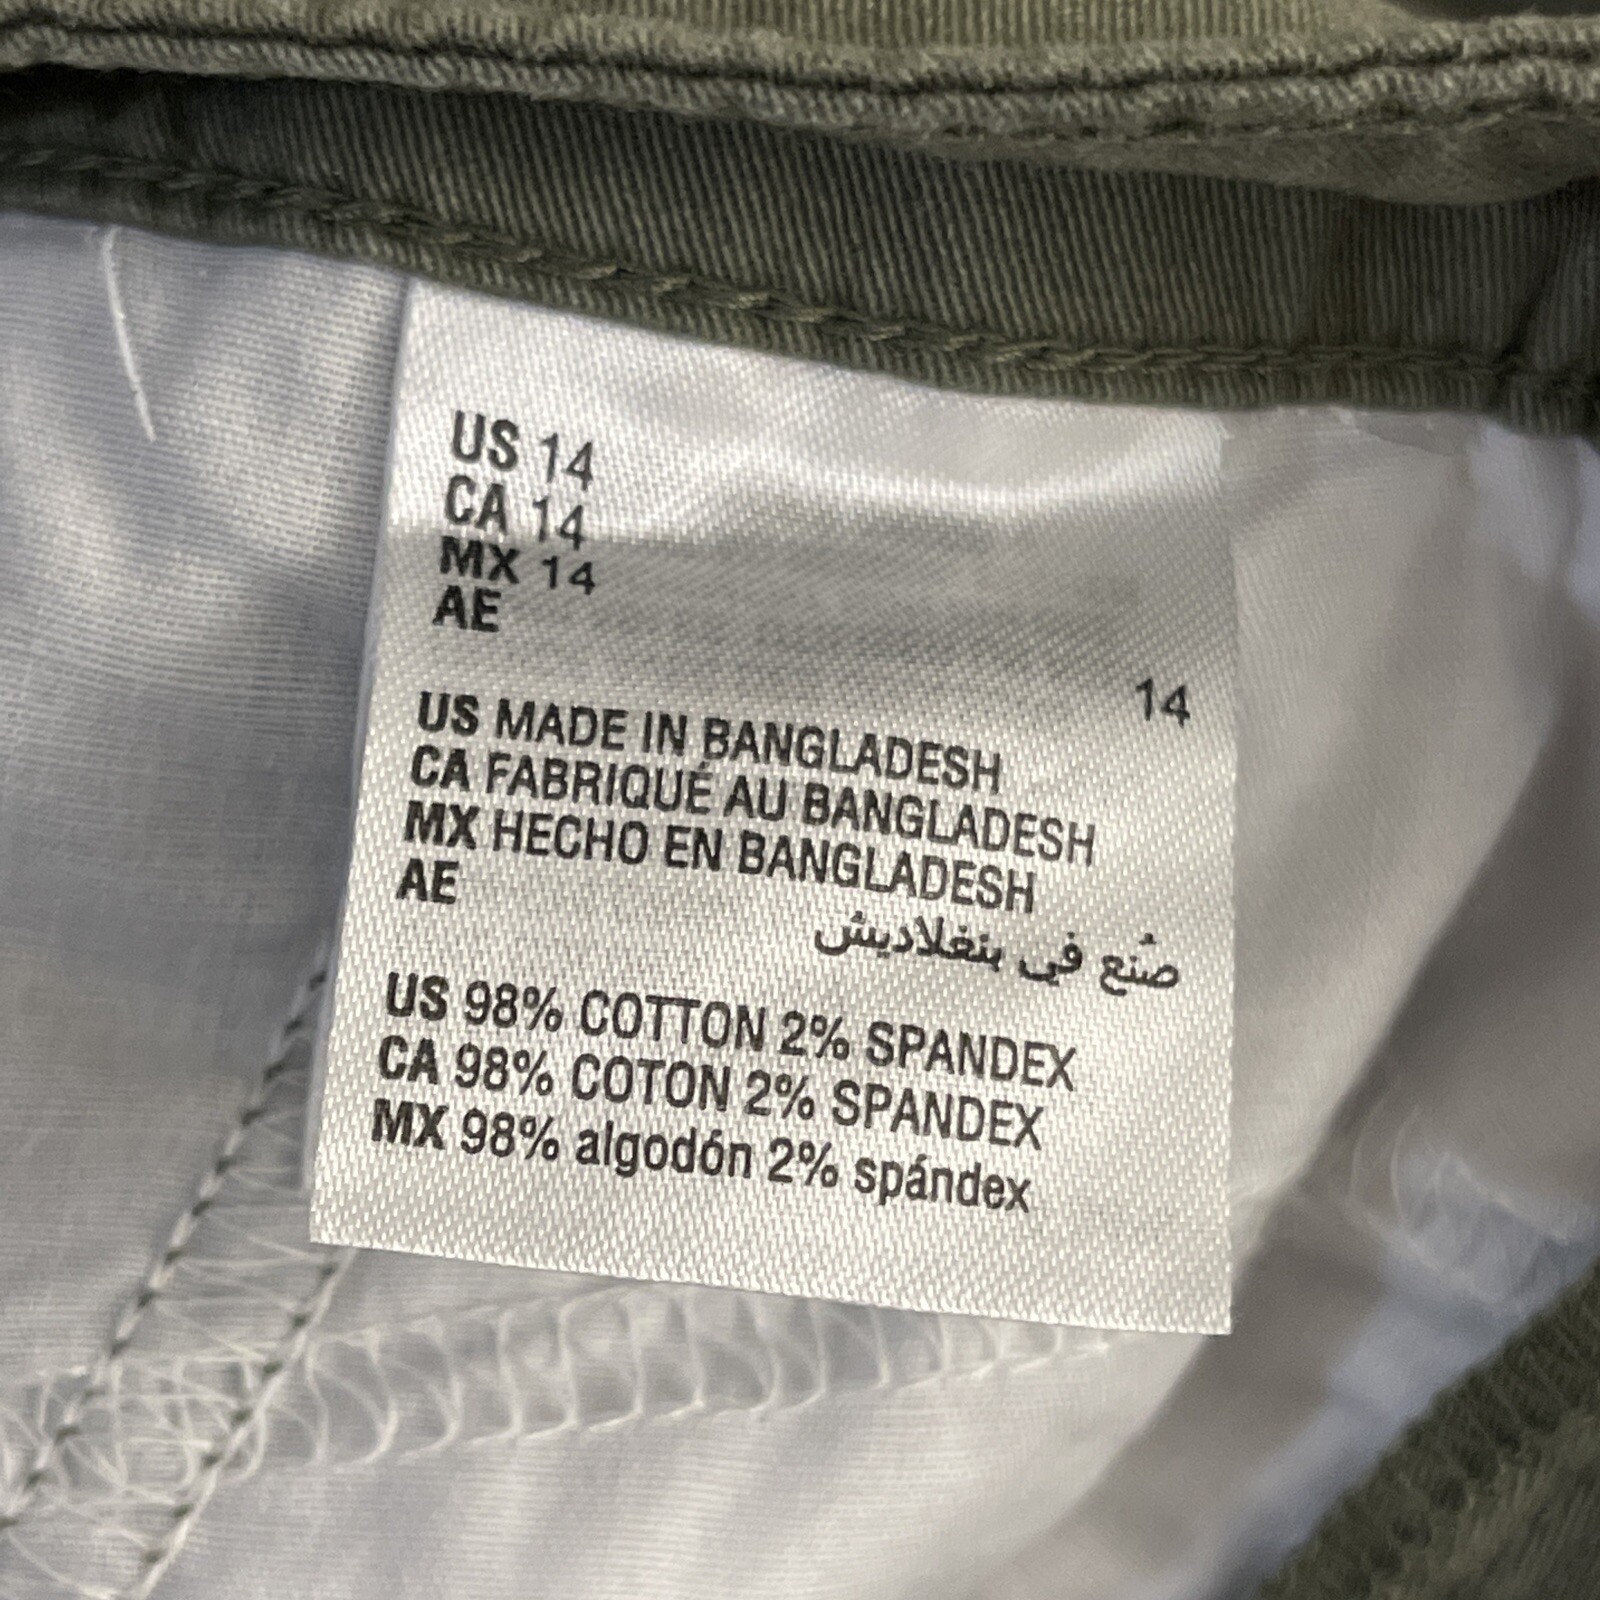 US 14
CA 14
MX 14
AE
14
US MADE IN BANGLADESH
CA FABRIQUÉ AU BANGLADESH
MX HECHO EN BANGLADESH
AE
صُنع في بنغلاديش
US 98% COTTON 2% SPANDEX
CA 98% COTON 2% SPANDEX
MX 98% algodón 2% spándex